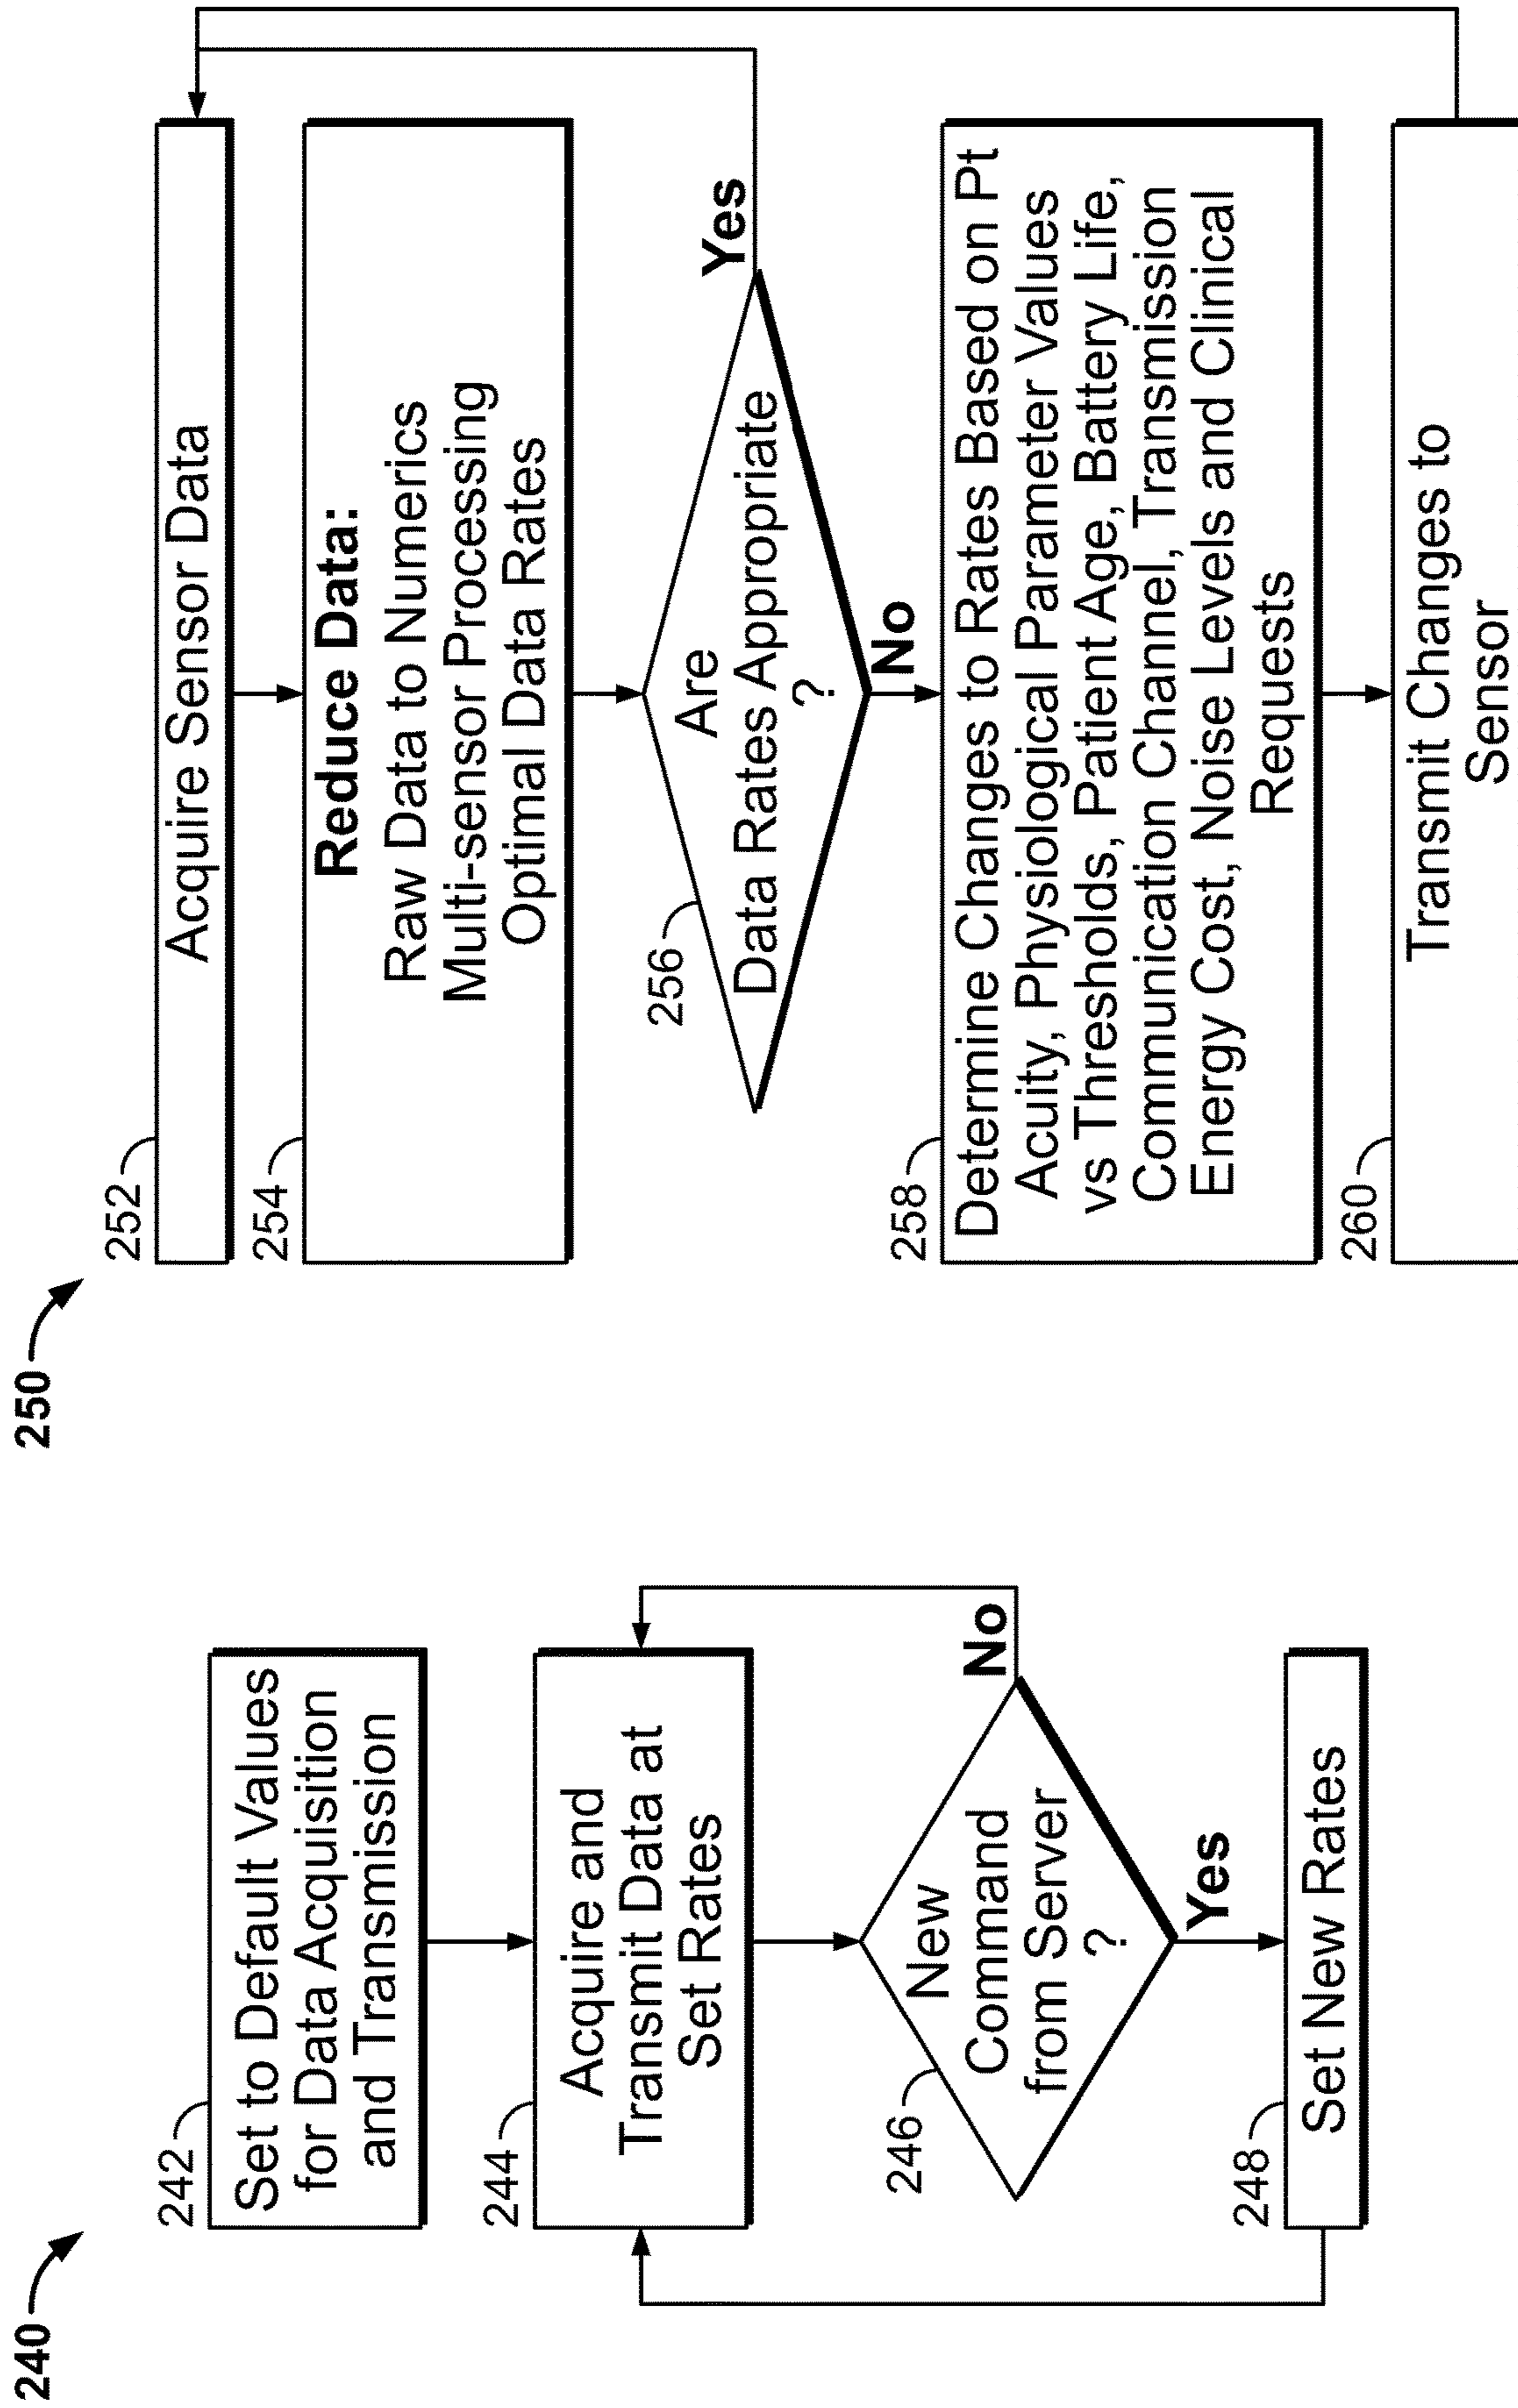 240
242
Set to Default Values
for Data Acquisition
and Transmission
244
Acquire and
Transmit Data at
Set Rates
246
New
Command
from Server
?
No
Yes
248
Set New Rates
250
252
Acquire Sensor Data
254
Reduce Data:
Raw Data to Numerics
Multi-sensor Processing
Optimal Data Rates
256
Are
Data Rates Appropriate
?
Yes
No
258
Determine Changes to Rates Based on Pt
Acuity, Physiological Parameter Values
vs Thresholds, Patient Age, Battery Life,
Communication Channel, Transmission
Energy Cost, Noise Levels and Clinical
Requests
260
Transmit Changes to
Sensor